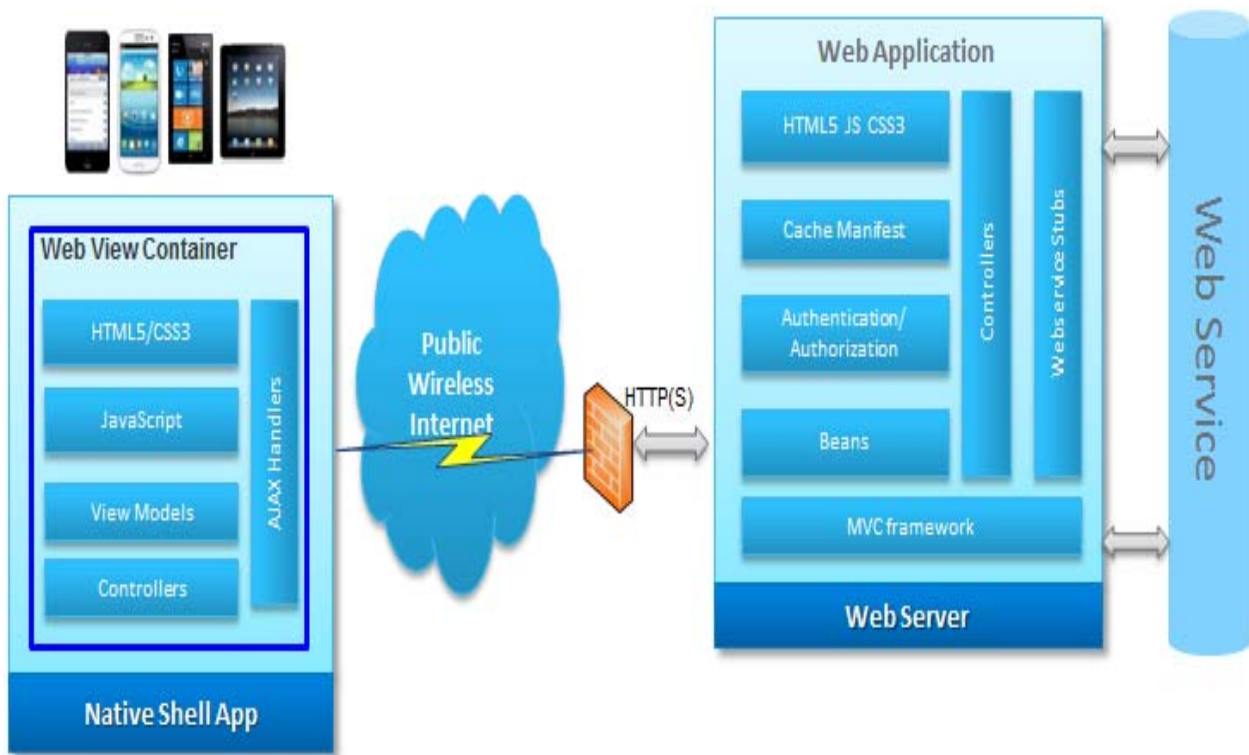 Web View Container
HTML5/CSS3
JavaScript
View Models
Controllers
AJAX Handlers
Native Shell App
Public
Wireless
Internet
HTTP(S)
Web Application
HTML5 JS CSS3
Cache Manifest
Authentication/
Authorization
Beans
Controllers
Webservice Stubs
MVC framework
Web Server
Web Service